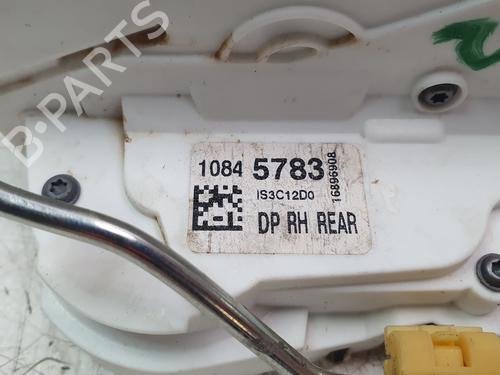 B-PARTS
1084 5783
16896908
IS3C12D0
DP RH REAR